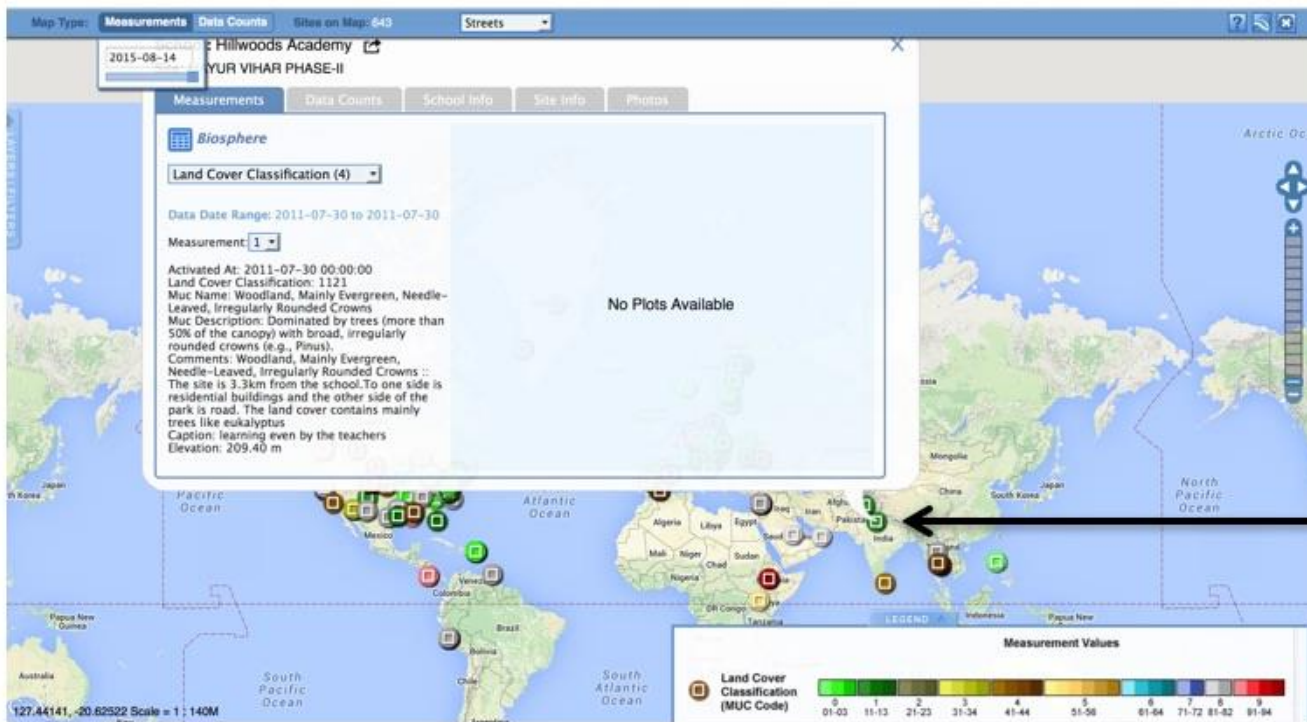 Map Type: Measurements Data Counts Sites on Map: 643 Streets
2015-08-14
: Hillwoods Academy
YUR VIHAR PHASE-II
Measurements Data Counts School Info Site Info Photos
Biosphere
Land Cover Classification (4)
Data Date Range: 2011-07-30 to 2011-07-30
Measurement: 1
Activated At: 2011-07-30 00:00:00
Land Cover Classification: 1121
Muc Name: Woodland, Mainly Evergreen, Needle-
Leaved, Irregularly Rounded Crowns
Muc Description: Dominated by trees (more than
50% of the canopy) with broad, irregularly
rounded crowns (e.g., Pinus).
Comments: Woodland, Mainly Evergreen,
Needle-Leaved, Irregularly Rounded Crowns ::
The site is 3.3km from the school.To one side is
residential buildings and the other side of the
park is road. The land cover contains mainly
trees like eukalyptus
Caption: learning even by the teachers
Elevation: 209.40 m
No Plots Available
Arctic Oc
Mongolia
Japan
Pacific
Ocean
Atlantic
Ocean
China
South Korea
Japan
North
Pacific
Ocean
Mexico
Algeria
Libya
Egypt
Iraq
Iran
Pakista
India
Mali
Niger
Chad
Sudan
Nigeria
Venez
Colombia
DR Congo
Tanzania
Indonesia
Papua New
Guinea
Papua New
Brazil
Bolivia
Chile
Australia
South
Pacific
Ocean
South
Atlantic
Ocean
LEGEND
Measurement Values
Land Cover
Classification
(MUC Code)
0 1 2 3 4 5 6 7 8 9
01-03 11-13 21-23 31-34 41-44 51-56 61-64 71-72 81-82 91-94
127.44141, -20.62522 Scale = 1 : 140M